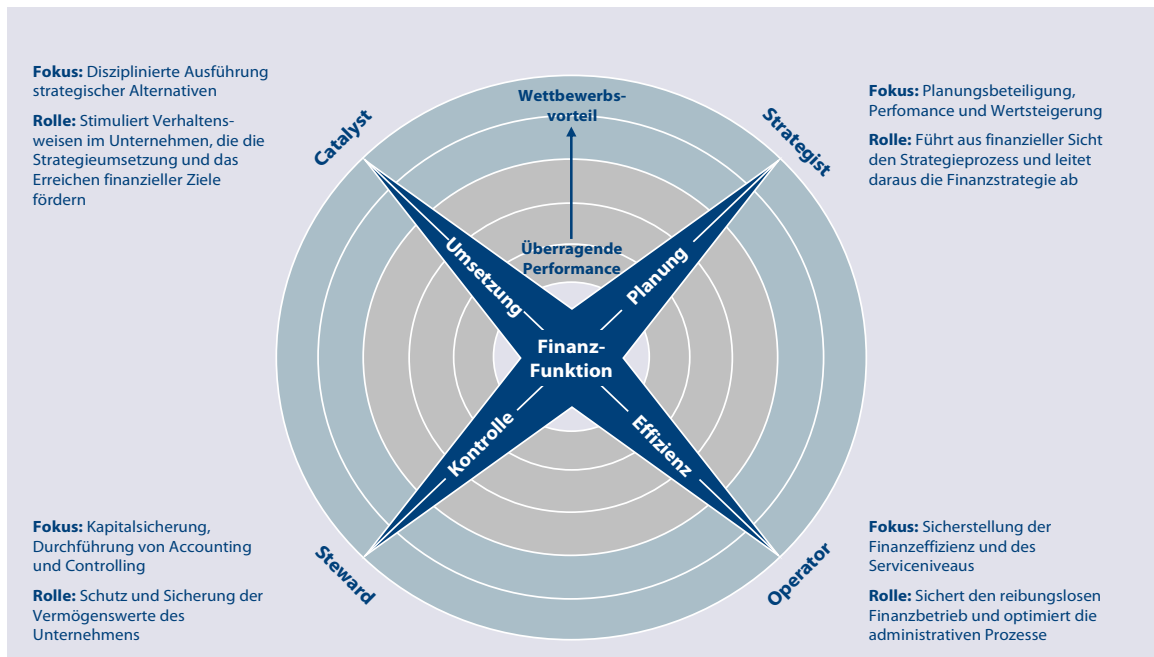 Fokus: Disziplinierte Ausführung
strategischer Alternativen
Rolle: Stimuliert Verhaltens-
weisen im Unternehmen, die die
Strategieumsetzung und das
Erreichen finanzieller Ziele
fördern
Catalyst
Wettbewerbs-
vorteil
Strategist
Fokus: Planungsbeteiligung,
Perfomance und Wertsteigerung
Rolle: Führt aus finanzieller Sicht
den Strategieprozess und leitet
daraus die Finanzstrategie ab
Überragende
Performance
Umsetzung
Planung
Finanz-
Funktion
Kontrolle
Effizienz
Fokus: Kapitalsicherung,
Durchführung von Accounting
und Controlling
Rolle: Schutz und Sicherung der
Vermögenswerte des
Unternehmens
Steward
Operator
Fokus: Sicherstellung der
Finanzeffizienz und des
Serviceniveaus
Rolle: Sichert den reibungslosen
Finanzbetrieb und optimiert die
administrativen Prozesse